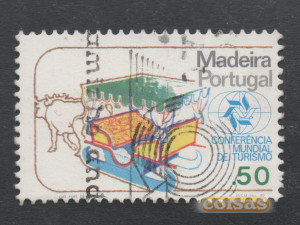 Madeira
Portugal
CONFERÊNCIA
MUNDIAL
DE TURISMO
50
coisas